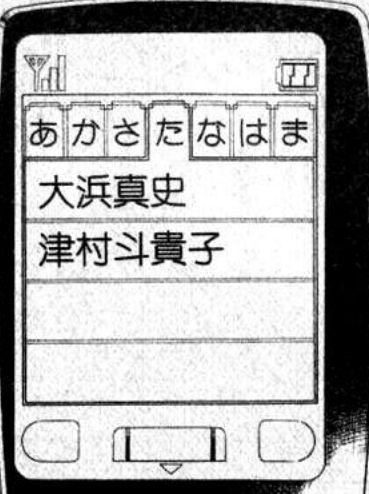 あ か さ た な は ま
大浜真史
津村斗貴子